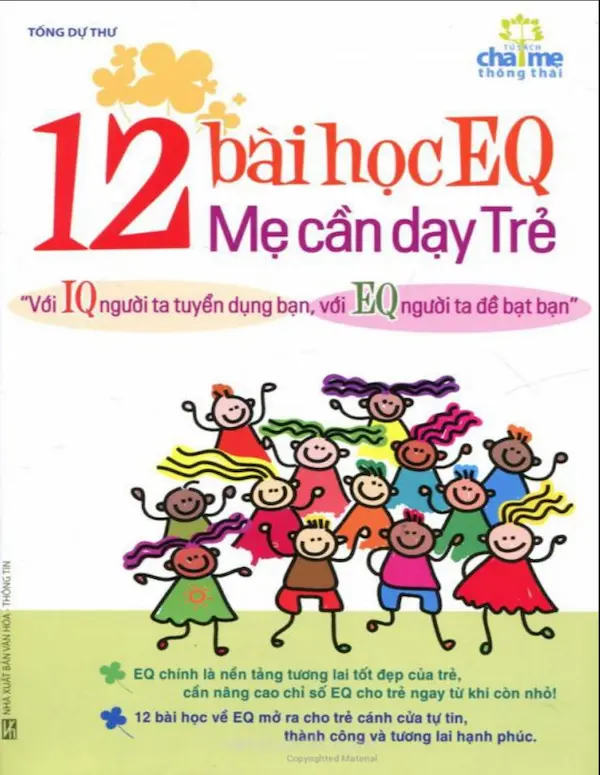 TỐNG DỰ THƯ
TỦ SÁCH
cha mẹ
thông thái
12 bài học EQ
Mẹ cần dạy Trẻ
"Với IQ người ta tuyển dụng bạn, với EQ người ta đề bạt bạn"
NHÀ XUẤT BẢN VĂN HÓA - THÔNG TIN
EQ chính là nền tảng tương lai tốt đẹp của trẻ,
cần nâng cao chỉ số EQ cho trẻ ngay từ khi còn nhỏ!
12 bài học về EQ mở ra cho trẻ cánh cửa tự tin,
thành công và tương lai hạnh phúc.
Copyrighted Material